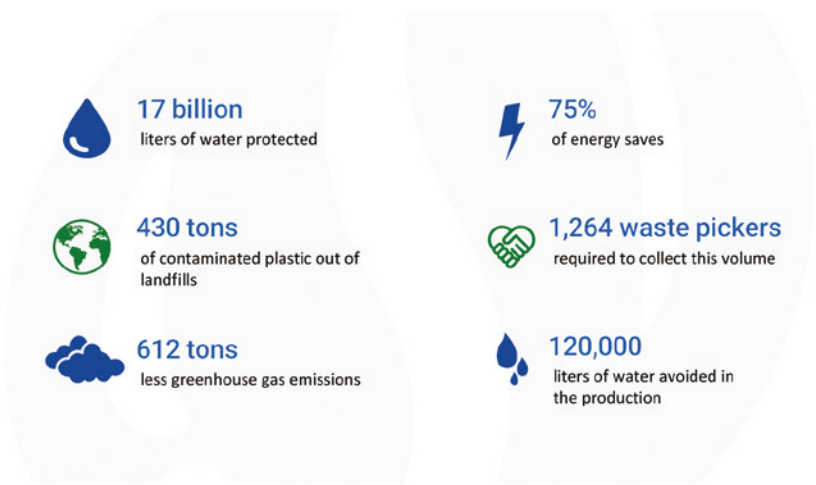 17 billion
liters of water protected
430 tons
of contaminated plastic out of
landfills
612 tons
less greenhouse gas emissions
75%
of energy saves
1,264 waste pickers
required to collect this volume
120,000
liters of water avoided in
the production